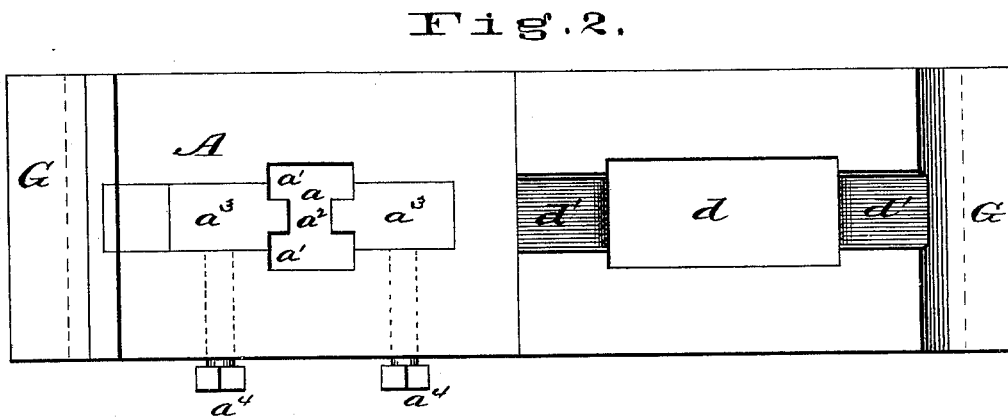 Fig. 2.
G
A
a'
a
a³ a² a³
a'
a⁴ a⁴
d' d d'
G